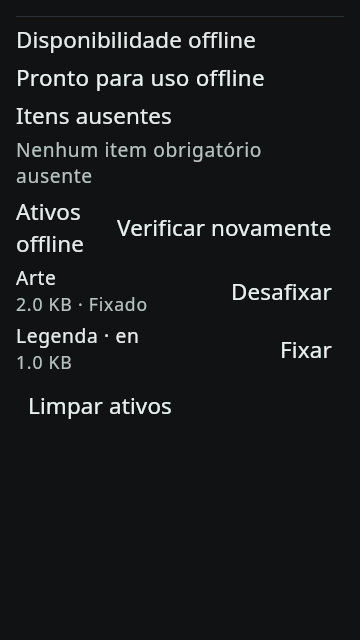 Disponibilidade offline
Pronto para uso offline
Itens ausentes
Nenhum item obrigatório
ausente
Ativos
offline
Verificar novamente
Arte
2.0 KB · Fixado
Desafixar
Legenda · en
1.0 KB
Fixar
Limpar ativos